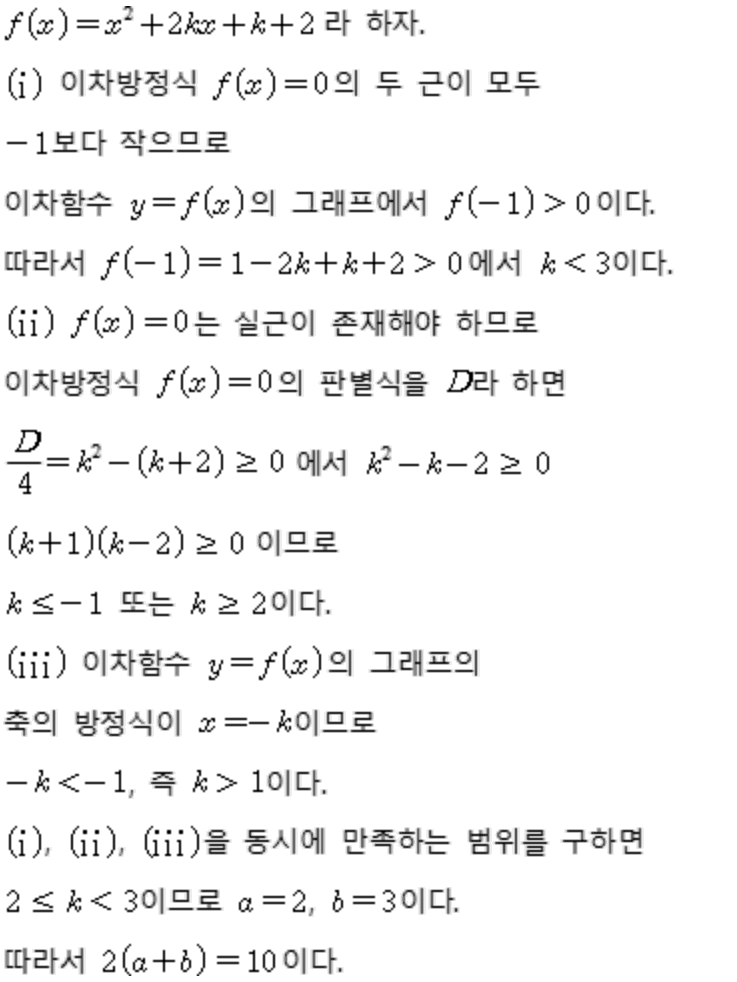 f(x)=x²+2kx+k+2 라 하자.
(i) 이차방정식 f(x)=0의 두 근이 모두
-1보다 작으므로
이차함수 y=f(x)의 그래프에서 f(-1)>0이다.
따라서 f(-1)=1-2k+k+2>0에서 k<3이다.
(ii) f(x)=0는 실근이 존재해야 하므로
이차방정식 f(x)=0의 판별식을 D라 하면
D/4=k²-(k+2)≥0 에서 k²-k-2≥0
(k+1)(k-2)≥0 이므로
k≤-1 또는 k≥2이다.
(iii) 이차함수 y=f(x)의 그래프의
축의 방정식이 x=-k이므로
-k<-1, 즉 k>1이다.
(i), (ii), (iii)을 동시에 만족하는 범위를 구하면
2≤k<3이므로 a=2, b=3이다.
따라서 2(a+b)=10이다.